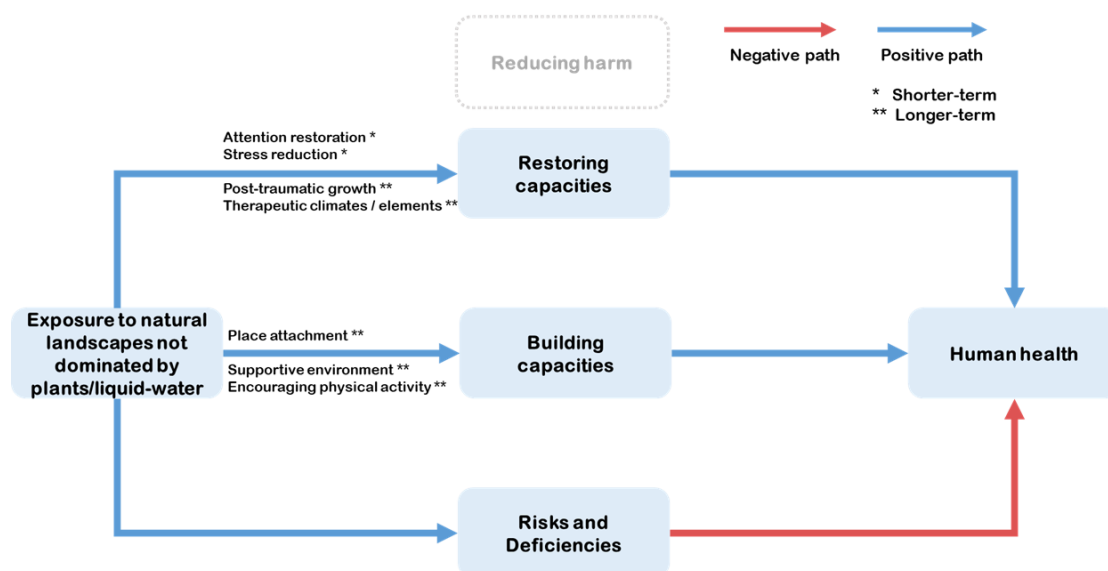 Reducing harm
Negative path
Positive path
* Shorter-term
** Longer-term
Attention restoration *
Stress reduction *
Post-traumatic growth **
Therapeutic climates / elements **
Restoring
capacities
Exposure to natural
landscapes not
dominated by
plants/liquid-water
Place attachment **
Supportive environment **
Encouraging physical activity **
Building
capacities
Human health
Risks and
Deficiencies